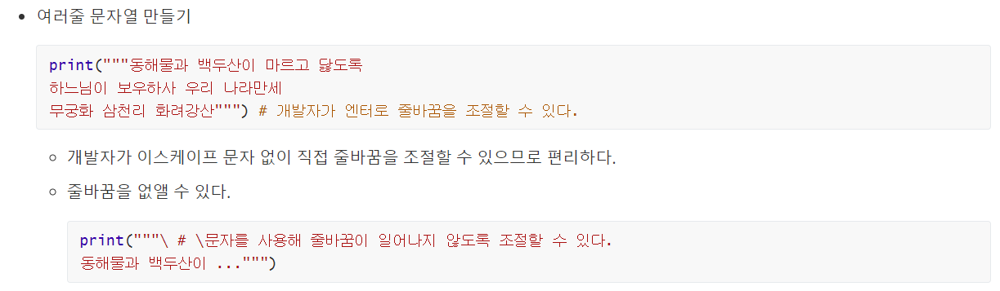 여러줄 문자열 만들기
print("""동해물과 백두산이 마르고 닳도록
하느님이 보우하사 우리 나라만세
무궁화 삼천리 화려강산""") # 개발자가 엔터로 줄바꿈을 조절할 수 있다.
개발자가 이스케이프 문자 없이 직접 줄바꿈을 조절할 수 있으므로 편리하다.
줄바꿈을 없앨 수 있다.
print("""\ # \문자를 사용해 줄바꿈이 일어나지 않도록 조절할 수 있다.
동해물과 백두산이 ...""")